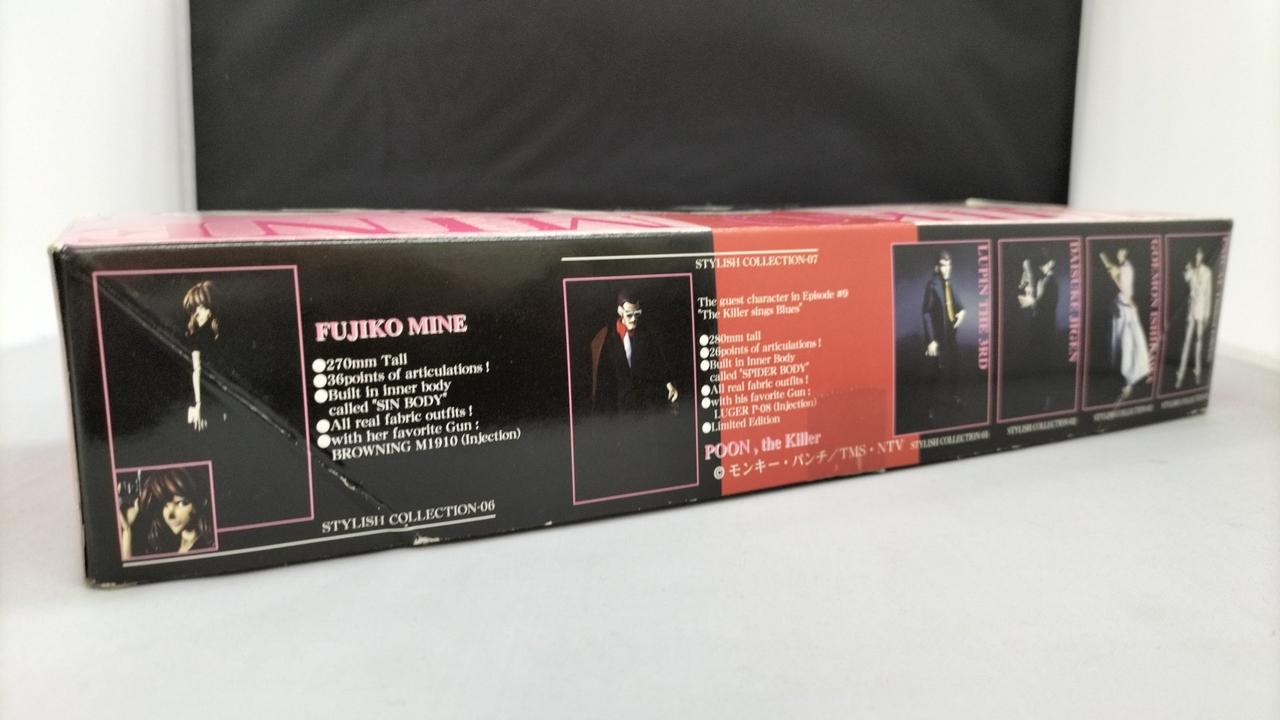 FUJIKO MINE
●270mm Tall
●36points of articulations !
●Built in inner body
called "SIN BODY"
●All real fabric outfits !
●with her favorite Gun :
BROWNING M1910 (Injection)
STYLISH COLLECTION-06
STYLISH COLLECTION-07
The guest character in Episode #9
"The Killer sings Blues"
●280mm tall
●26points of articulations !
●Built in Inner Body
called "SPIDER BODY"
●All real fabric outfits !
●with his favorite Gun :
LUGER P-08 (Injection)
●Limited Edition
POON , the Killer
© モンキー・パンチ／TMS・NTV
LUPIN THE 3RD
STYLISH COLLECTION-01
DAISUKE JIGEN
STYLISH COLLECTION-02
GOEMON ISHIKAWA
STYLISH COLLECTION
STYLISH COLLECTION